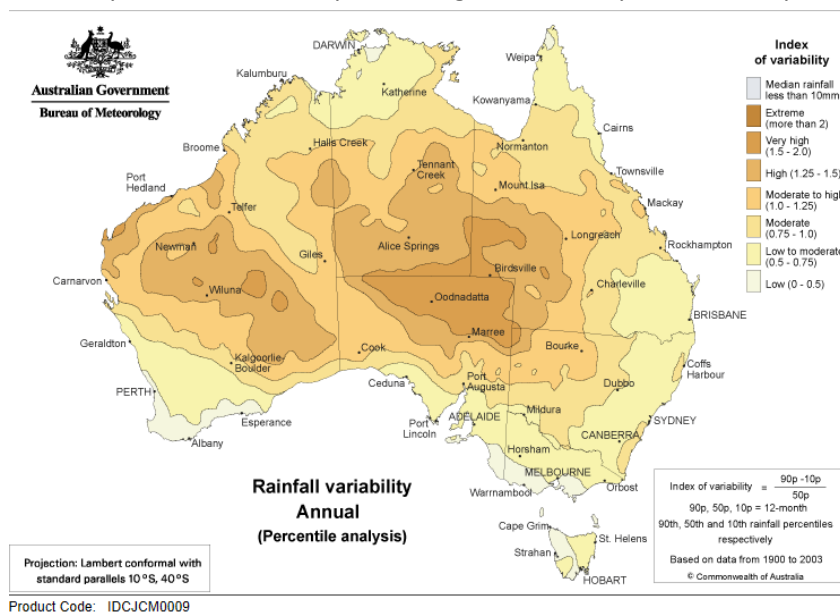 Australian Government
Bureau of Meteorology
DARWIN
Weipa
Index
of variability
Kalumburu
Katherine
Kowanyama
Median rainfall
less than 10mm
Extreme
(more than 2)
Very high
(1.5 - 2.0)
High (1.25 - 1.5)
Moderate to high
(1.0 - 1.25)
Moderate
(0.75 - 1.0)
Low to moderate
(0.5 - 0.75)
Low (0 - 0.5)
Cairns
Broome
Halls Creek
Normanton
Tennant
Creek
Townsville
Port
Hedland
Mount Isa
Mackay
Telfer
Newman
Alice Springs
Longreach
Rockhampton
Giles
Birdsville
Carnarvon
Wiluna
Oodnadatta
Charleville
BRISBANE
Geraldton
Marree
Cook
Bourke
Kalgoorlie-
Boulder
Coffs
Harbour
Ceduna
Port
Augusta
Dubbo
PERTH
Esperance
Port
Lincoln
ADELAIDE
Mildura
SYDNEY
Albany
Horsham
CANBERRA
MELBOURNE
Warrnambool
Orbost
Rainfall variability
Annual
(Percentile analysis)
Index of variability = 90p -10p
50p
90p, 50p, 10p = 12-month
90th, 50th and 10th rainfall percentiles
respectively
Based on data from 1900 to 2003
© Commonwealth of Australia
Cape Grim
St. Helens
Strahan
HOBART
Projection: Lambert conformal with
standard parallels 10°S, 40°S
Product Code: IDCJCM0009